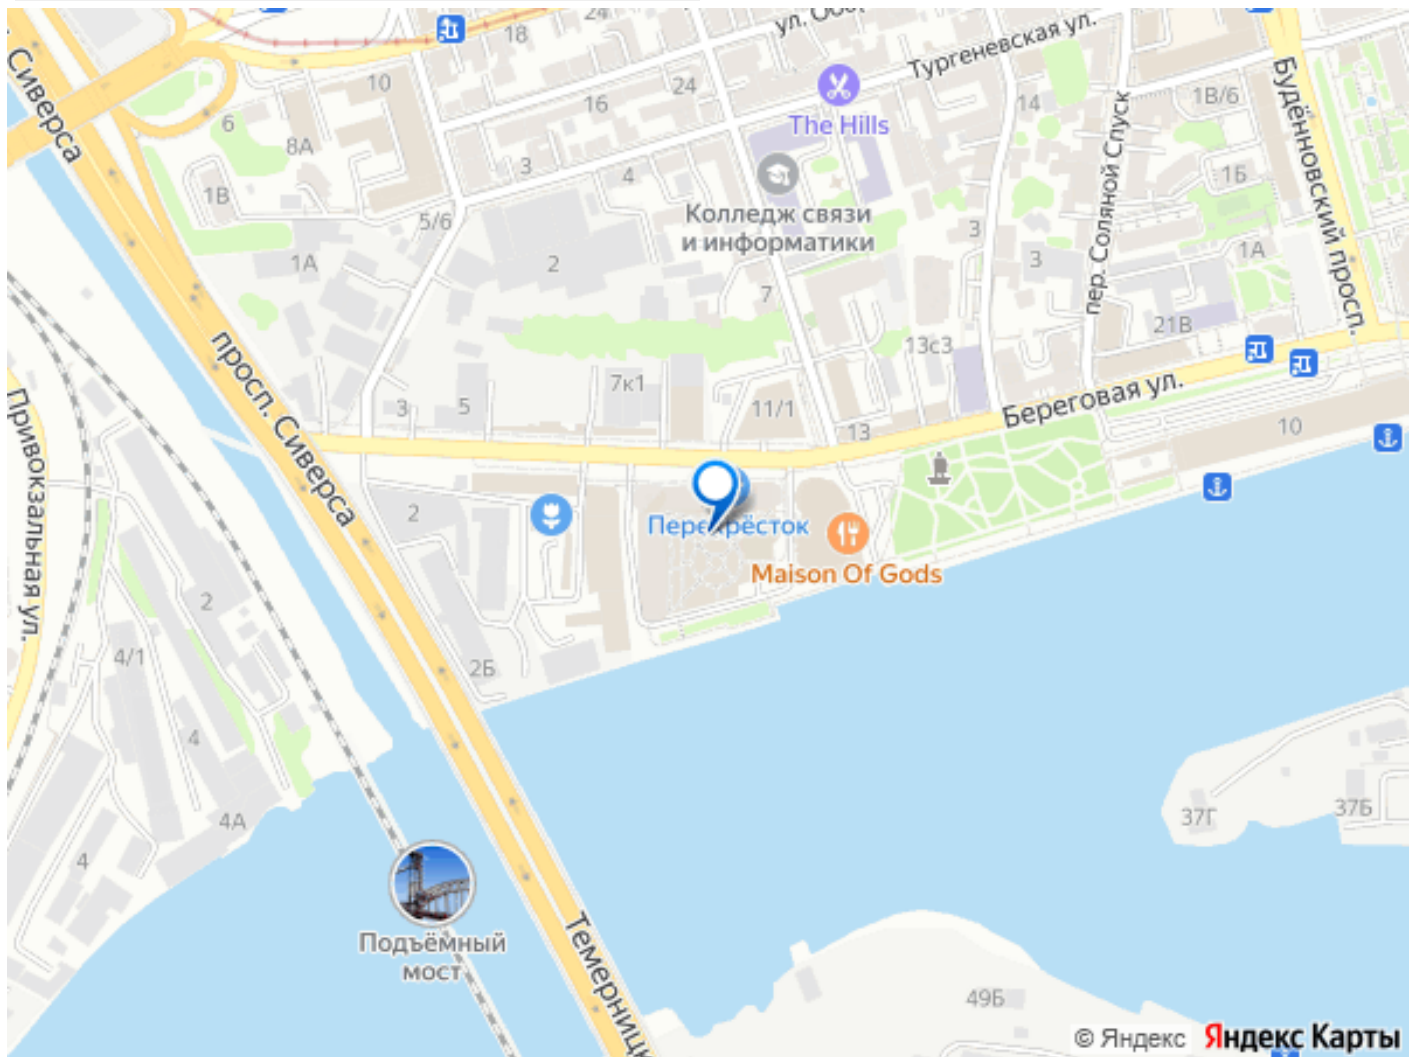 24
ул. Обор
18
Тургеневская ул.
Сиверса
10
24
16
14
1В/6
6
The Hills
8А
3
4
1Б
1В
5/6
Колледж связи
и информатики
3
пер. Соляной Спуск
Будённовский просп.
1А
2
3
1А
7
21В
13с3
просп. Сиверса
7к1
Береговая ул.
3
5
11/1
13
10
Привокзальная ул.
2
Перекрёсток
Maison Of Gods
2
4/1
2Б
4
37Г
37Б
4А
4
Подъёмный
мост
Темерницк
49Б
© Яндекс
Яндекс Карты